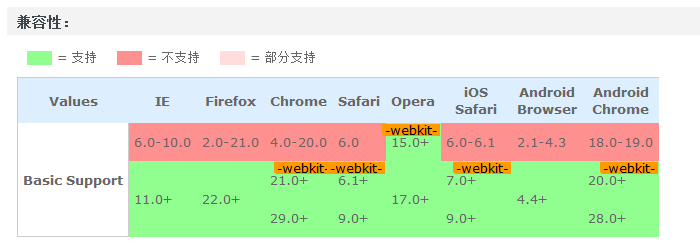 兼容性：
= 支持 = 不支持 = 部分支持
Values IE Firefox Chrome Safari Opera iOS Safari Android Browser Android Chrome
-webkit-
6.0-10.0 2.0-21.0 4.0-20.0 6.0 15.0+ 6.0-6.1 2.1-4.3 18.0-19.0
-webkit- -webkit- -webkit- -webkit-
21.0+ 6.1+ 7.0+ 20.0+
Basic Support
11.0+ 22.0+ 17.0+ 4.4+
29.0+ 9.0+ 9.0+ 28.0+